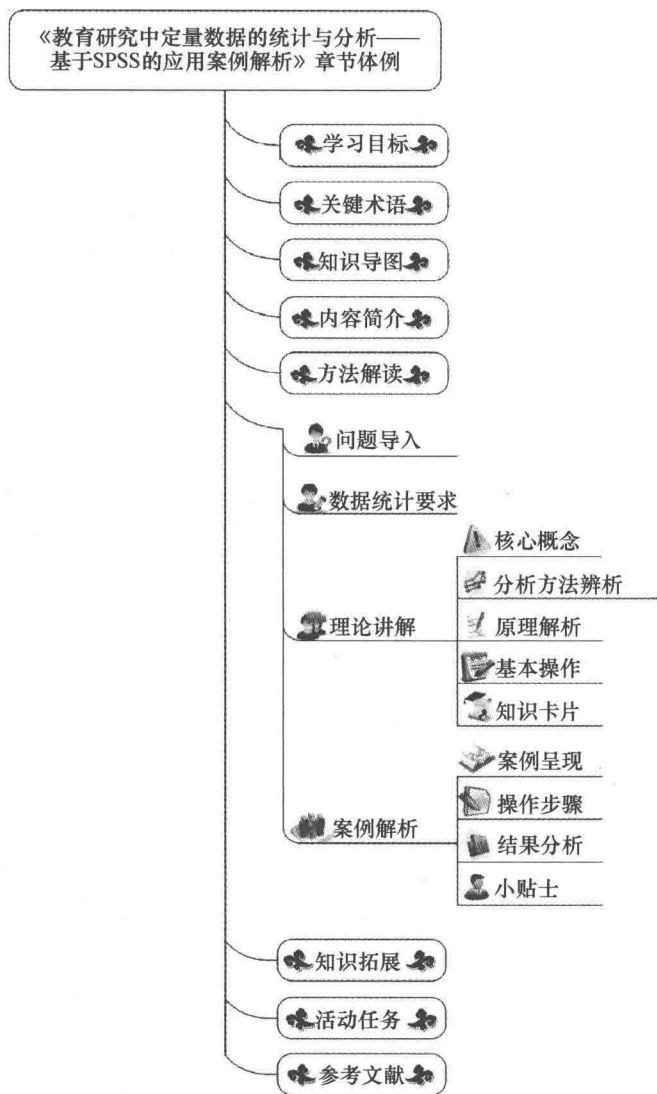 《教育研究中定量数据的统计与分析——
基于SPSS的应用案例解析》章节体例
学习目标
关键术语
知识导图
内容简介
方法解读
问题导入
数据统计要求
理论讲解
核心概念
分析方法辨析
原理解析
基本操作
知识卡片
案例解析
案例呈现
操作步骤
结果分析
小贴士
知识拓展
活动任务
参考文献